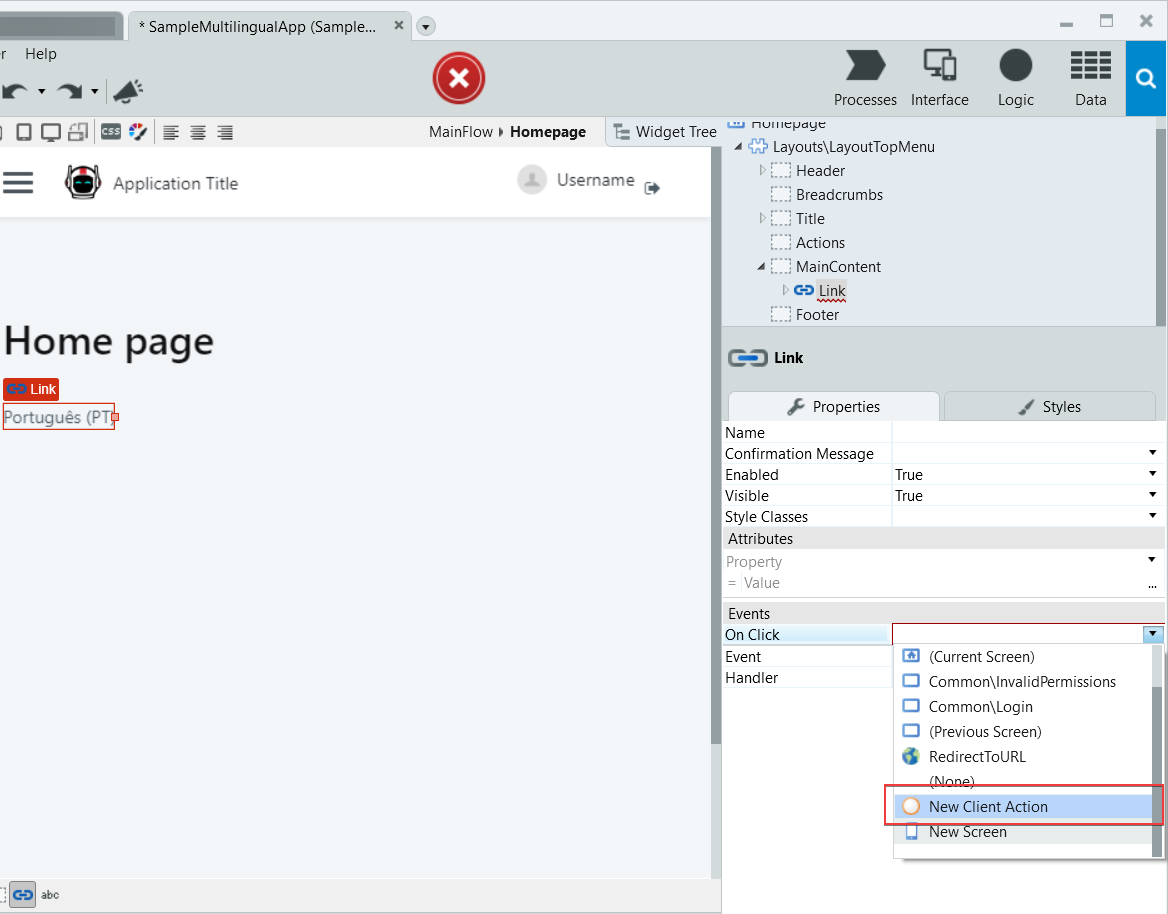 * SampleMultilingualApp (Sample...
Help
Processes
Interface
Logic
Data
CSS
MainFlow
Homepage
Widget Tree
Homepage
Layouts\LayoutTopMenu
Header
Breadcrumbs
Title
Actions
MainContent
Link
Footer
Application Title
Username
Home page
Link
Português (PT)
Link
Properties
Styles
Name
Confirmation Message
Enabled
True
Visible
True
Style Classes
Attributes
Property
= Value
...
Events
On Click
Event
Handler
(Current Screen)
Common\InvalidPermissions
Common\Login
(Previous Screen)
RedirectToURL
(None)
New Client Action
New Screen
abc